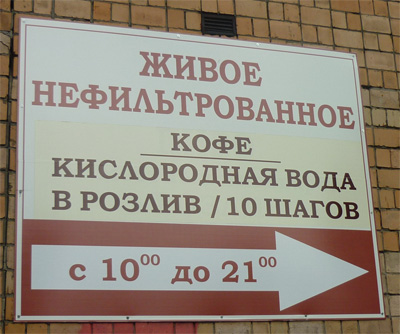 ЖИВОЕ
НЕФИЛЬТРОВАННОЕ
КОФЕ
КИСЛОРОДНАЯ ВОДА
В РОЗЛИВ / 10 ШАГОВ
с 10⁰⁰ до 21⁰⁰